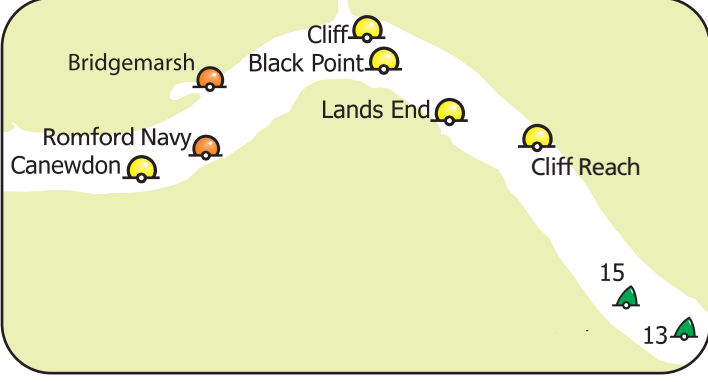 Cliff
Bridgemarsh
Black Point
Lands End
Romford Navy
Canewdon
Cliff Reach
15
13